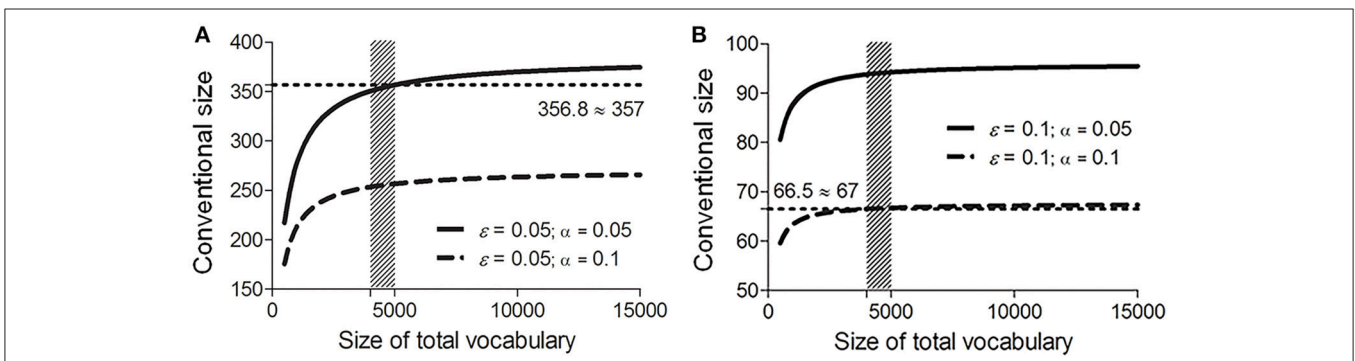 A
400
350
300
250
200
150
Conventional size
356.8 ≈ 357
ε = 0.05; α = 0.05
ε = 0.05; α = 0.1
0 5000 10000 15000
Size of total vocabulary
B
100
90
80
70
60
50
Conventional size
ε = 0.1; α = 0.05
ε = 0.1; α = 0.1
66.5 ≈ 67
0 5000 10000 15000
Size of total vocabulary